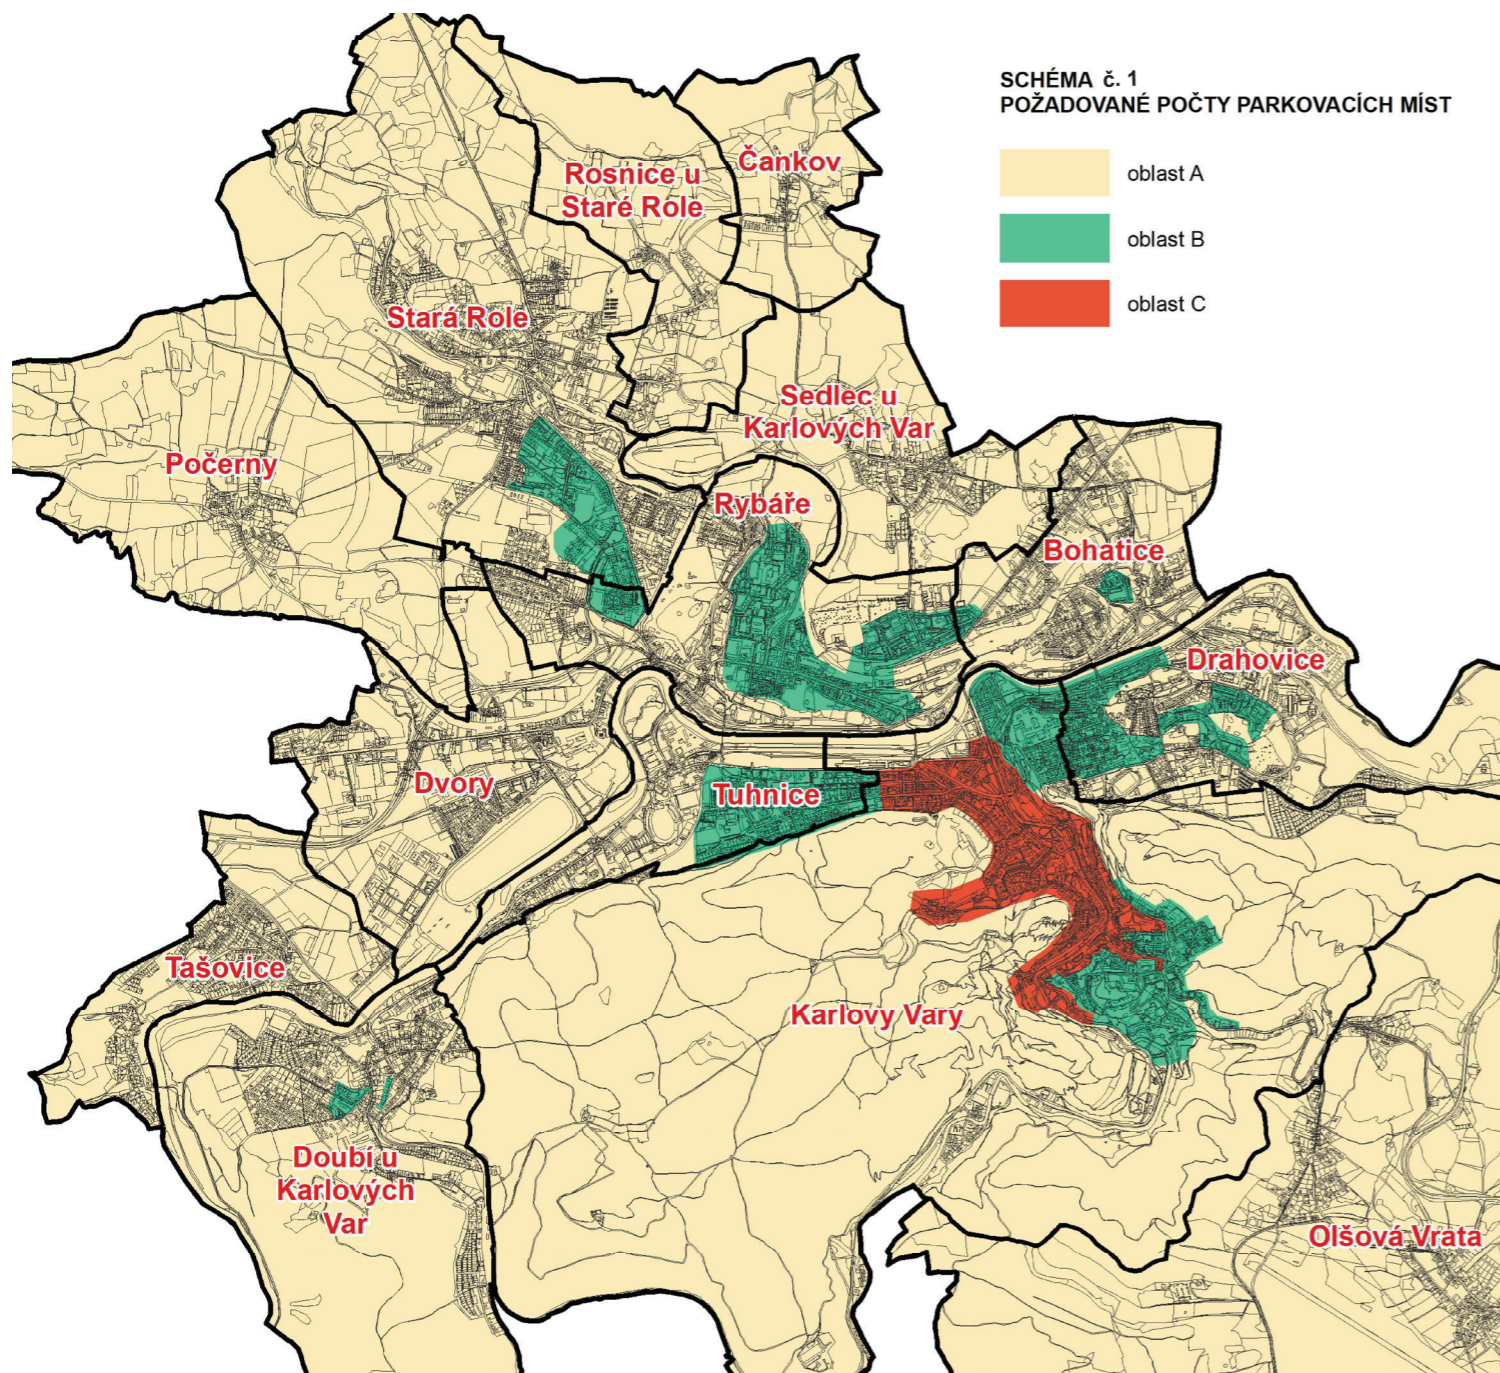 SCHÉMA č. 1
POŽADOVANÉ POČTY PARKOVACÍCH MÍST
oblast A
oblast B
oblast C
Čankov
Rosnice u
Staré Role
Stará Role
Sedlec u
Karlových Var
Počerny
Rybáře
Bohatice
Drahovice
Dvory
Tuhnice
Tašovice
Karlovy Vary
Doubí u
Karlových
Var
Olšová Vrata